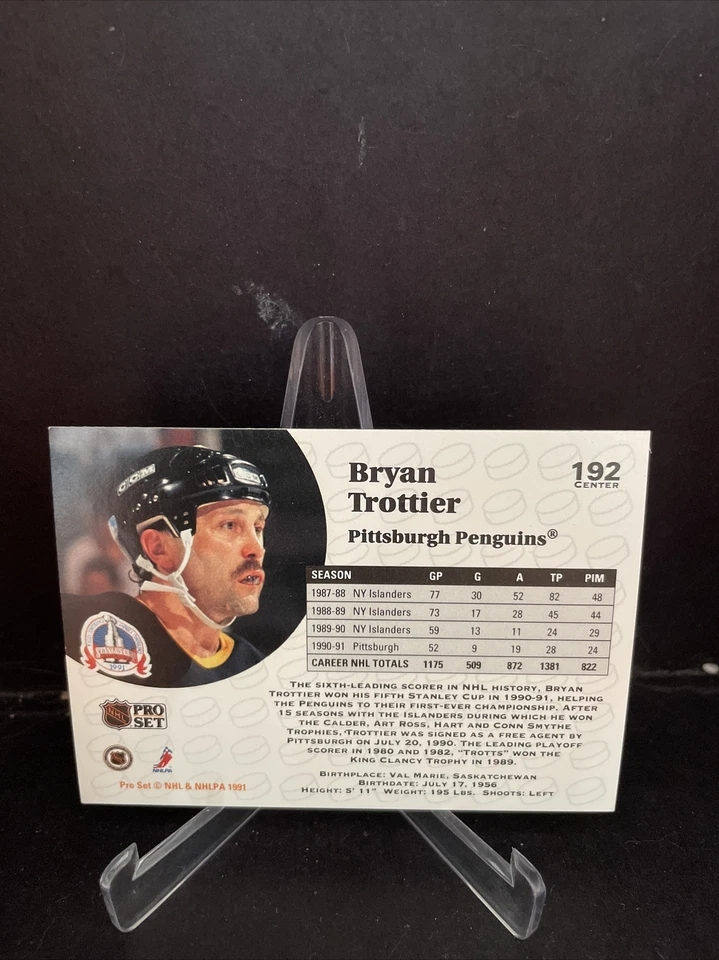 Bryan
Trottier
192
CENTER
Pittsburgh Penguins®
SEASON GP G A TP PIM
1987-88 NY Islanders 77 30 52 82 48
1988-89 NY Islanders 73 17 28 45 44
1989-90 NY Islanders 59 13 11 24 29
1990-91 Pittsburgh 52 9 19 28 24
CAREER NHL TOTALS 1175 509 872 1381 822
THE SIXTH-LEADING SCORER IN NHL HISTORY, BRYAN
TROTTIER WON HIS FIFTH STANLEY CUP IN 1990-91, HELPING
THE PENGUINS TO THEIR FIRST-EVER CHAMPIONSHIP. AFTER
15 SEASONS WITH THE ISLANDERS DURING WHICH HE WON
THE CALDER, ART ROSS, HART AND CONN SMYTHE
TROPHIES, TROTTIER WAS SIGNED AS A FREE AGENT BY
PITTSBURGH ON JULY 20, 1990. THE LEADING PLAYOFF
SCORER IN 1980 AND 1982, "TROTTS" WON THE
KING CLANCY TROPHY IN 1989.
BIRTHPLACE: VAL MARIE, SASKATCHEWAN
BIRTHDATE: JULY 17, 1956
HEIGHT: 5' 11" WEIGHT: 195 LBS. SHOOTS: LEFT
CCM
1991
NHL
PRO
SET
NHLPA
Pro Set © NHL & NHLPA 1991